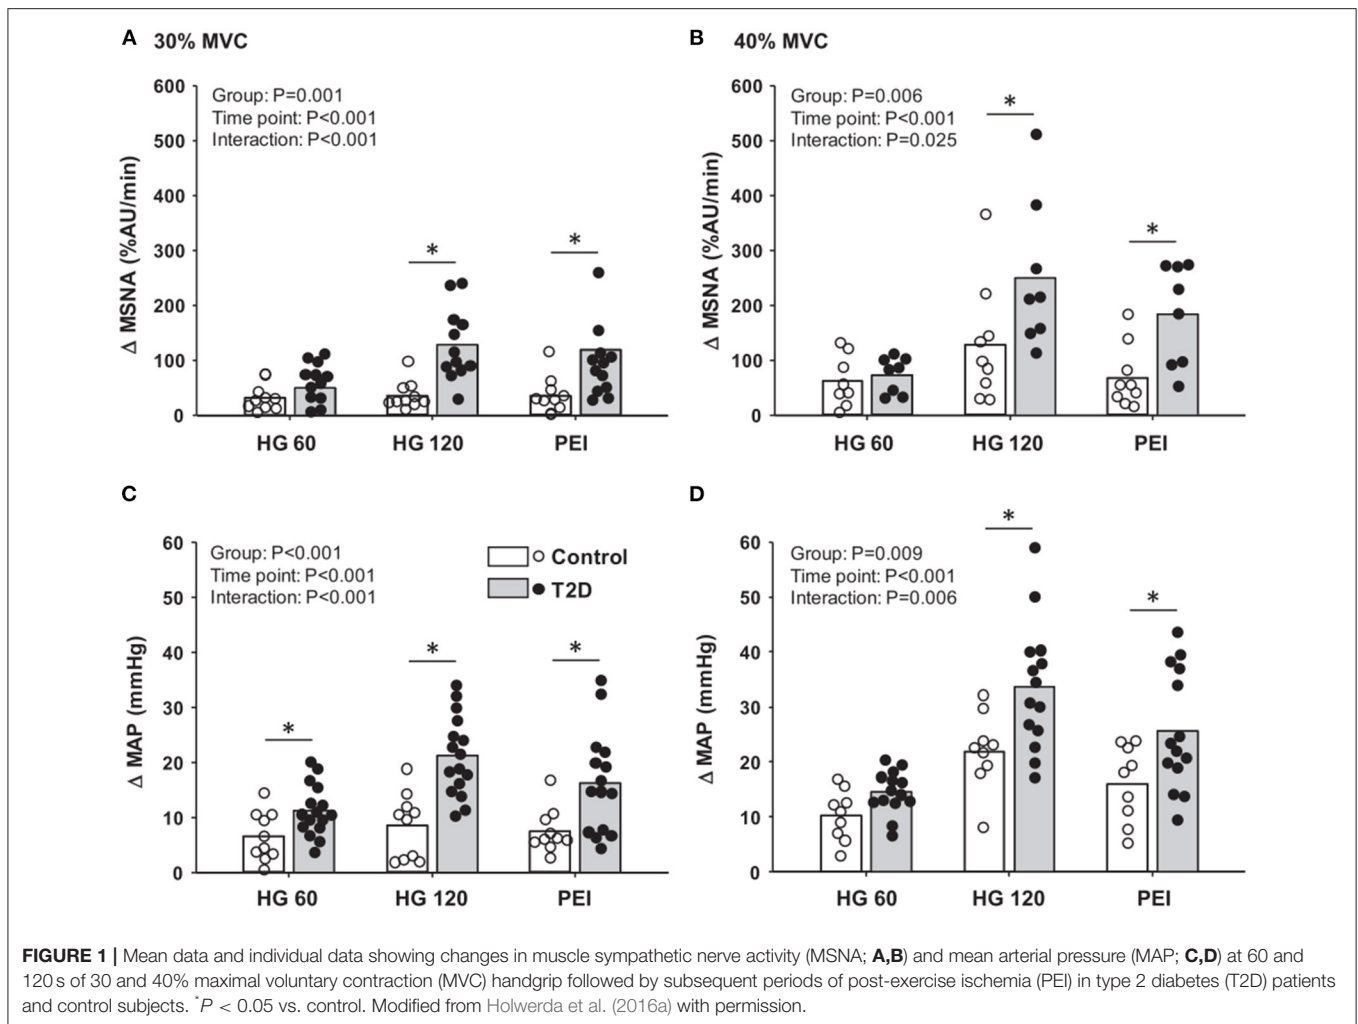 A 30% MVC
600
500
400
300
200
100
0
Δ MSNA (%AU/min)
Group: P=0.001
Time point: P<0.001
Interaction: P<0.001
*
*
HG 60 HG 120 PEI
B 40% MVC
600
500
400
300
200
100
0
Δ MSNA (%AU/min)
Group: P=0.006
Time point: P<0.001
Interaction: P=0.025
*
*
HG 60 HG 120 PEI
C
60
50
40
30
20
10
0
Δ MAP (mmHg)
Group: P<0.001
Time point: P<0.001
Interaction: P<0.001
Control
T2D
*
*
*
HG 60 HG 120 PEI
D
60
50
40
30
20
10
0
Δ MAP (mmHg)
Group: P=0.009
Time point: P<0.001
Interaction: P=0.006
*
*
HG 60 HG 120 PEI
FIGURE 1 | Mean data and individual data showing changes in muscle sympathetic nerve activity (MSNA; A,B) and mean arterial pressure (MAP; C,D) at 60 and
120 s of 30 and 40% maximal voluntary contraction (MVC) handgrip followed by subsequent periods of post-exercise ischemia (PEI) in type 2 diabetes (T2D) patients
and control subjects. *P < 0.05 vs. control. Modified from Holwerda et al. (2016a) with permission.